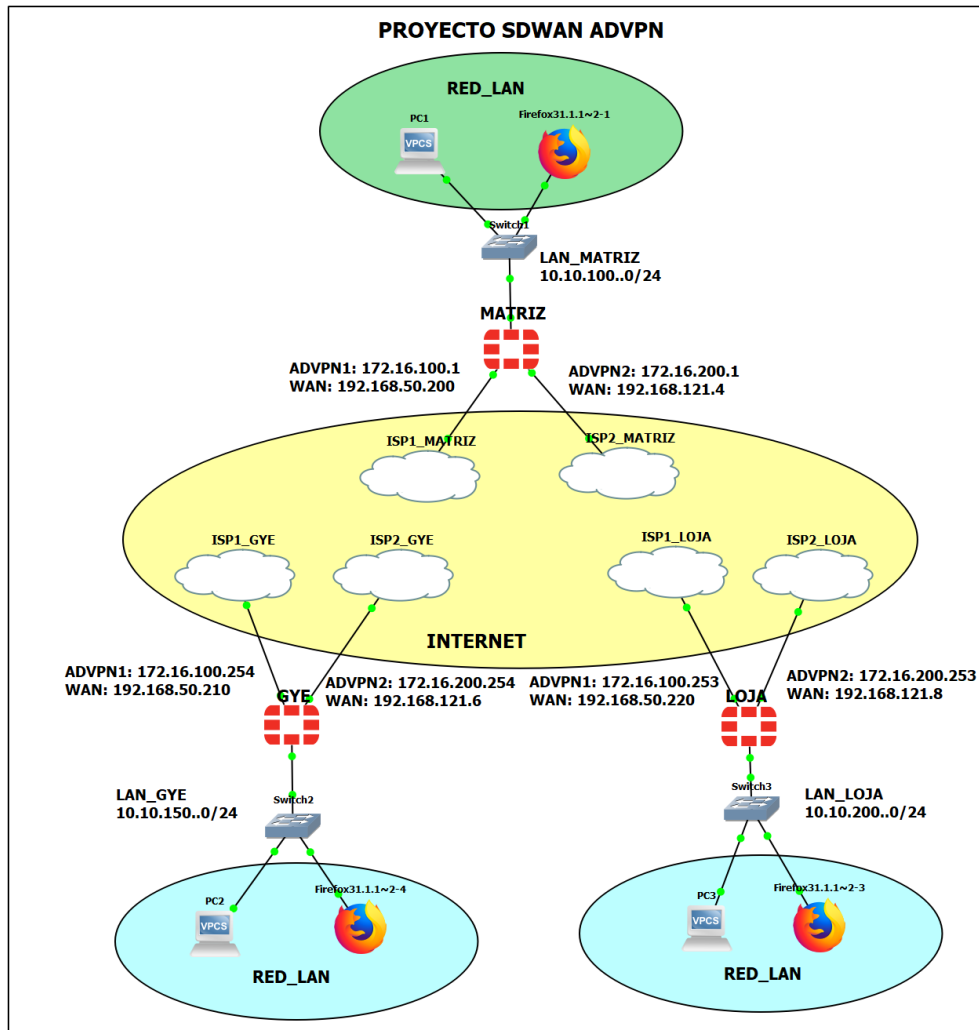 PROYECTO SDWAN ADVPN
RED_LAN
PC1
Firefox31.1.1~2-1
VPCS
Switch1
LAN_MATRIZ
10.10.100..0/24
MATRIZ
ADVPN1: 172.16.100.1
WAN: 192.168.50.200
ADVPN2: 172.16.200.1
WAN: 192.168.121.4
ISP1_MATRIZ
ISP2_MATRIZ
ISP1_GYE
ISP2_GYE
ISP1_LOJA
ISP2_LOJA
INTERNET
ADVPN1: 172.16.100.254
WAN: 192.168.50.210
GYE
ADVPN2: 172.16.200.254
WAN: 192.168.121.6
ADVPN1: 172.16.100.253
WAN: 192.168.50.220
LOJA
ADVPN2: 172.16.200.253
WAN: 192.168.121.8
LAN_GYE
10.10.150..0/24
Switch2
Switch3
LAN_LOJA
10.10.200..0/24
PC2
Firefox31.1.1~2-4
VPCS
RED_LAN
PC3
Firefox31.1.1~2-3
VPCS
RED_LAN